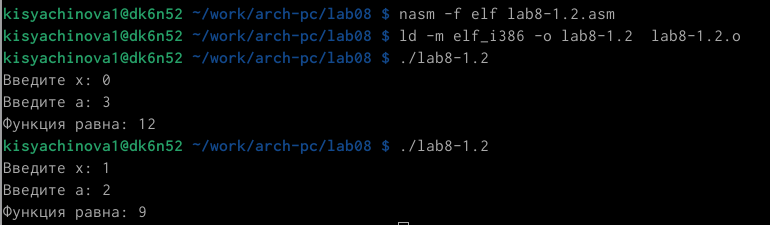 kisyachinova1@dk6n52 ~/work/arch-pc/lab08 $ nasm -f elf lab8-1.2.asm
kisyachinova1@dk6n52 ~/work/arch-pc/lab08 $ ld -m elf_i386 -o lab8-1.2  lab8-1.2.o
kisyachinova1@dk6n52 ~/work/arch-pc/lab08 $ ./lab8-1.2
Введите x: 0
Введите a: 3
Функция равна: 12
kisyachinova1@dk6n52 ~/work/arch-pc/lab08 $ ./lab8-1.2
Введите x: 1
Введите a: 2
Функция равна: 9